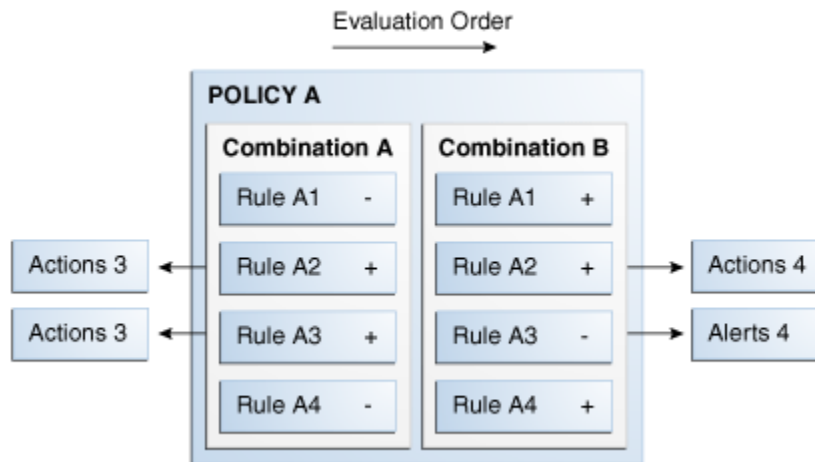 Evaluation Order
POLICY A
Combination A
Rule A1 -
Rule A2 +
Rule A3 +
Rule A4 -
Combination B
Rule A1 +
Rule A2 +
Rule A3 -
Rule A4 +
Actions 3
Actions 3
Actions 4
Alerts 4